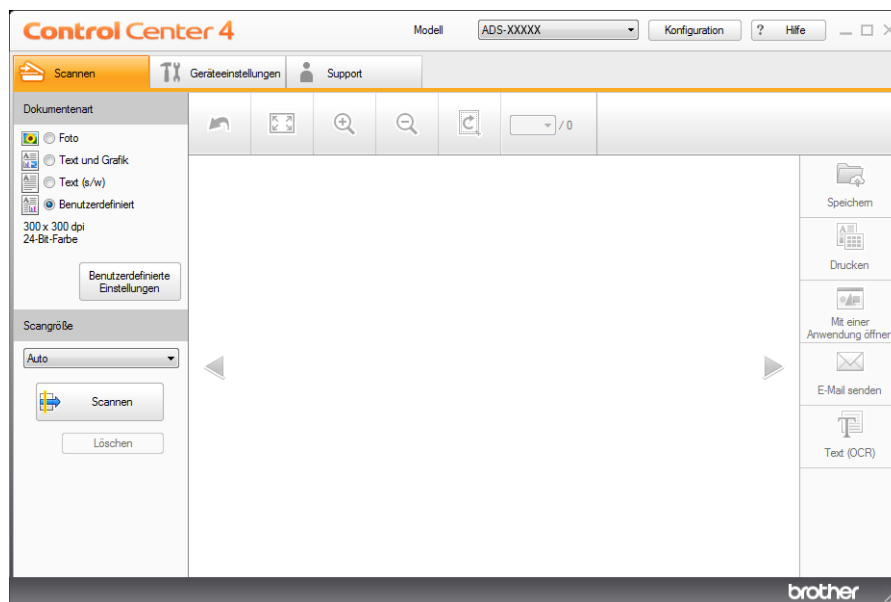 Control Center 4
Modell
ADS-XXXXX
Konfiguration
? Hilfe
Scannen
Geräteeinstellungen
Support
Dokumentenart
Foto
Text und Grafik
Text (s/w)
Benutzerdefiniert
300 x 300 dpi
24-Bit-Farbe
Benutzerdefinierte
Einstellungen
Scangröße
Auto
Scannen
Löschen
/ 0
Speichern
Drucken
Mit einer
Anwendung öffnen
E-Mail senden
Text (OCR)
brother